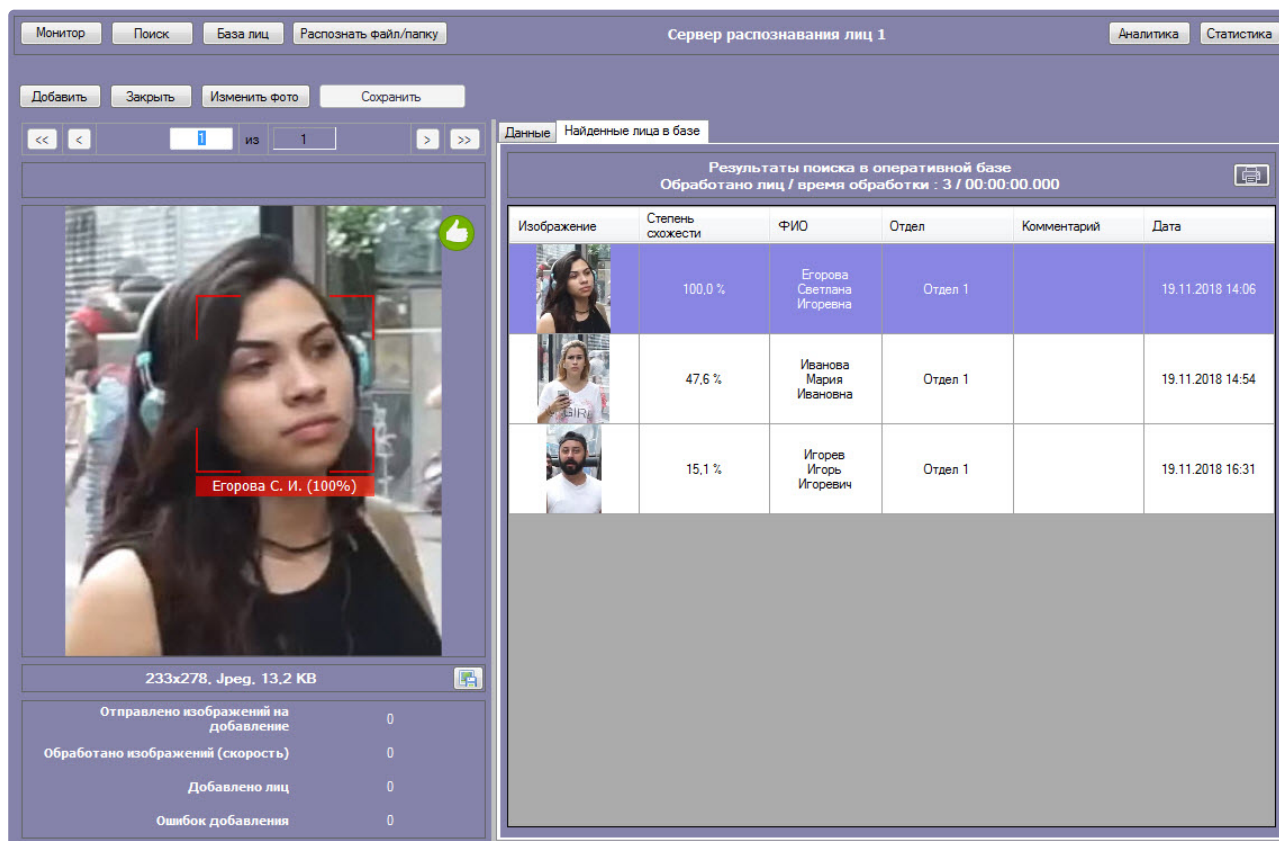 Монитор Поиск База лиц Распознать файл/папку Сервер распознавания лиц 1 Аналитика Статистика
Добавить Закрыть Изменить фото Сохранить
<< < 1 из 1 > >>
Данные Найденные лица в базе
Результаты поиска в оперативной базе
Обработано лиц / время обработки : 3 / 00:00:00.000
Изображение Степень схожести ФИО Отдел Комментарий Дата
100,0 % Егорова Светлана Игоревна Отдел 1 19.11.2018 14:06
47,6 % Иванова Мария Ивановна Отдел 1 19.11.2018 14:54
GIRL
15,1 % Игорев Игорь Игоревич Отдел 1 19.11.2018 16:31
Егорова С. И. (100%)
233x278, Jpeg, 13,2 KB
Отправлено изображений на
добавление 0
Обработано изображений (скорость) 0
Добавлено лиц 0
Ошибок добавления 0